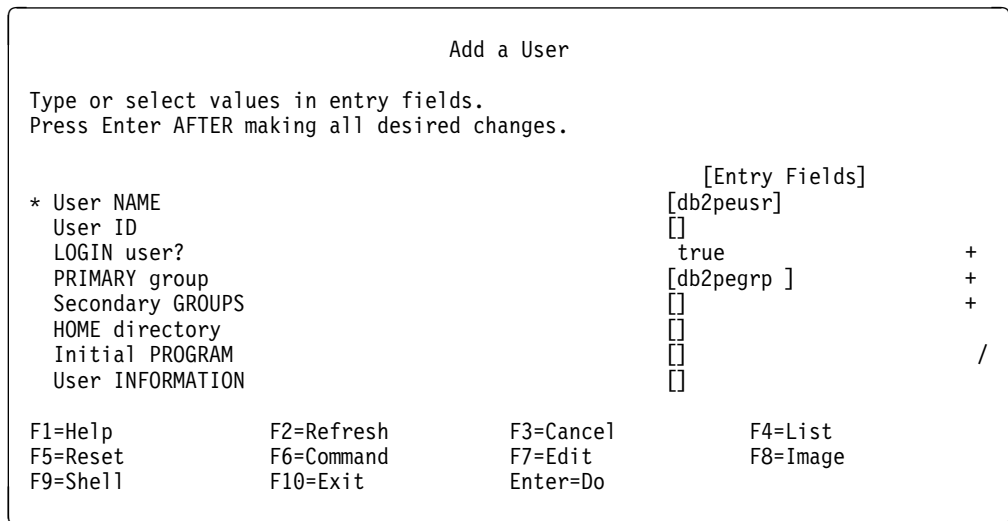 Add a User
Type or select values in entry fields.
Press Enter AFTER making all desired changes.
[Entry Fields]
* User NAME [db2peusr]
User ID []
LOGIN user? true +
PRIMARY group [db2pegrp ] +
Secondary GROUPS [] +
HOME directory []
Initial PROGRAM [] /
User INFORMATION []
F1=Help F2=Refresh F3=Cancel F4=List
F5=Reset F6=Command F7=Edit F8=Image
F9=Shell F10=Exit Enter=Do